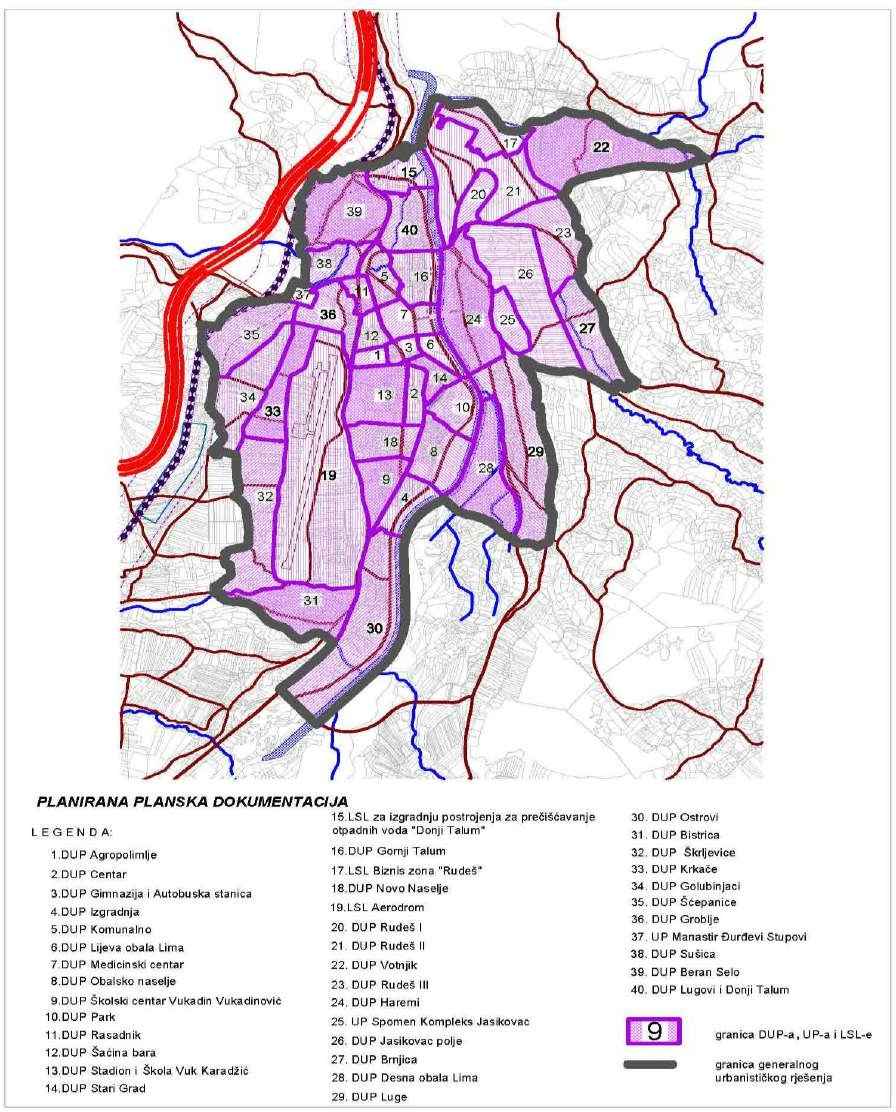 17
22
15
20
21
39
40
23
38
5
16
26
37
11
36
7
24
25
27
35
12
3
6
1
14
34
13
2
33
10
18
8
29
19
9
28
32
4
31
30
PLANIRANA PLANSKA DOKUMENTACIJA
L E G E N D A:
1.DUP Agropolimlje
2.DUP Centar
3.DUP Gimnazija i Autobuska stanica
4.DUP Izgradnja
5.DUP Komunalno
6.DUP Lijeva obala Lima
7.DUP Medicinski centar
8.DUP Obalsko naselje
9.DUP Školski centar Vukadin Vukadinović
10.DUP Park
11.DUP Rasadnik
12.DUP Šaćina bara
13.DUP Stadion i Škola Vuk Karadžić
14.DUP Stari Grad
15.LSL za izgradnju postrojenja za prečišćavanje
otpadnih voda "Donji Talum"
16.DUP Gornji Talum
17.LSL Biznis zona "Rudeš"
18.DUP Novo Naselje
19.LSL Aerodrom
20. DUP Rudeš I
21. DUP Rudeš II
22. DUP Votnjik
23. DUP Rudeš III
24. DUP Haremi
25. UP Spomen Kompleks Jasikovac
26. DUP Jasikovac polje
27. DUP Brnjica
28. DUP Desna obala Lima
29. DUP Luge
30. DUP Ostrovi
31. DUP Bistrica
32. DUP Škrljevice
33. DUP Krkače
34. DUP Golubinjaci
35. DUP Šćepanice
36. DUP Groblje
37. UP Manastir Đurđevi Stupovi
38. DUP Sušica
39. DUP Beran Selo
40. DUP Lugovi i Donji Talum
9
granica DUP-a, UP-a i LSL-e
granica generalnog
urbanističkog rješenja